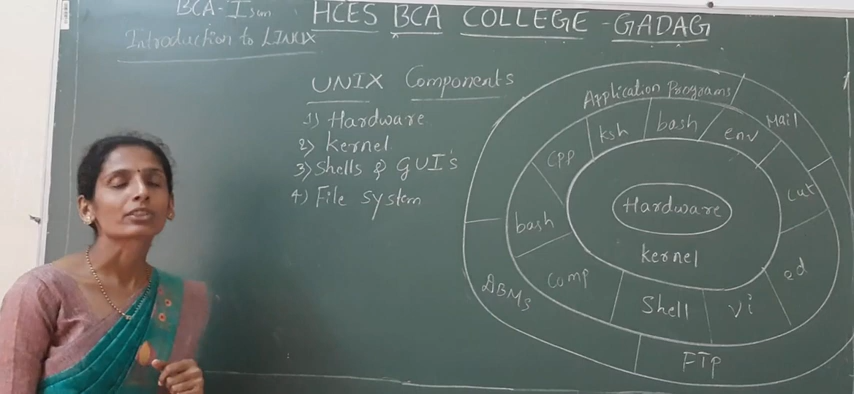 BCA - I Sem
HCES BCA COLLEGE - GADAG
Introduction to LINUX
UNIX Components
1) Hardware
2) Kernel
3) Shells & GUI's
4) File system
Application Programs
Mail
ksh
bash
env
CPP
cut
bash
Hardware
Kernel
Comp
ed
DBMS
Shell
Vi
FTP